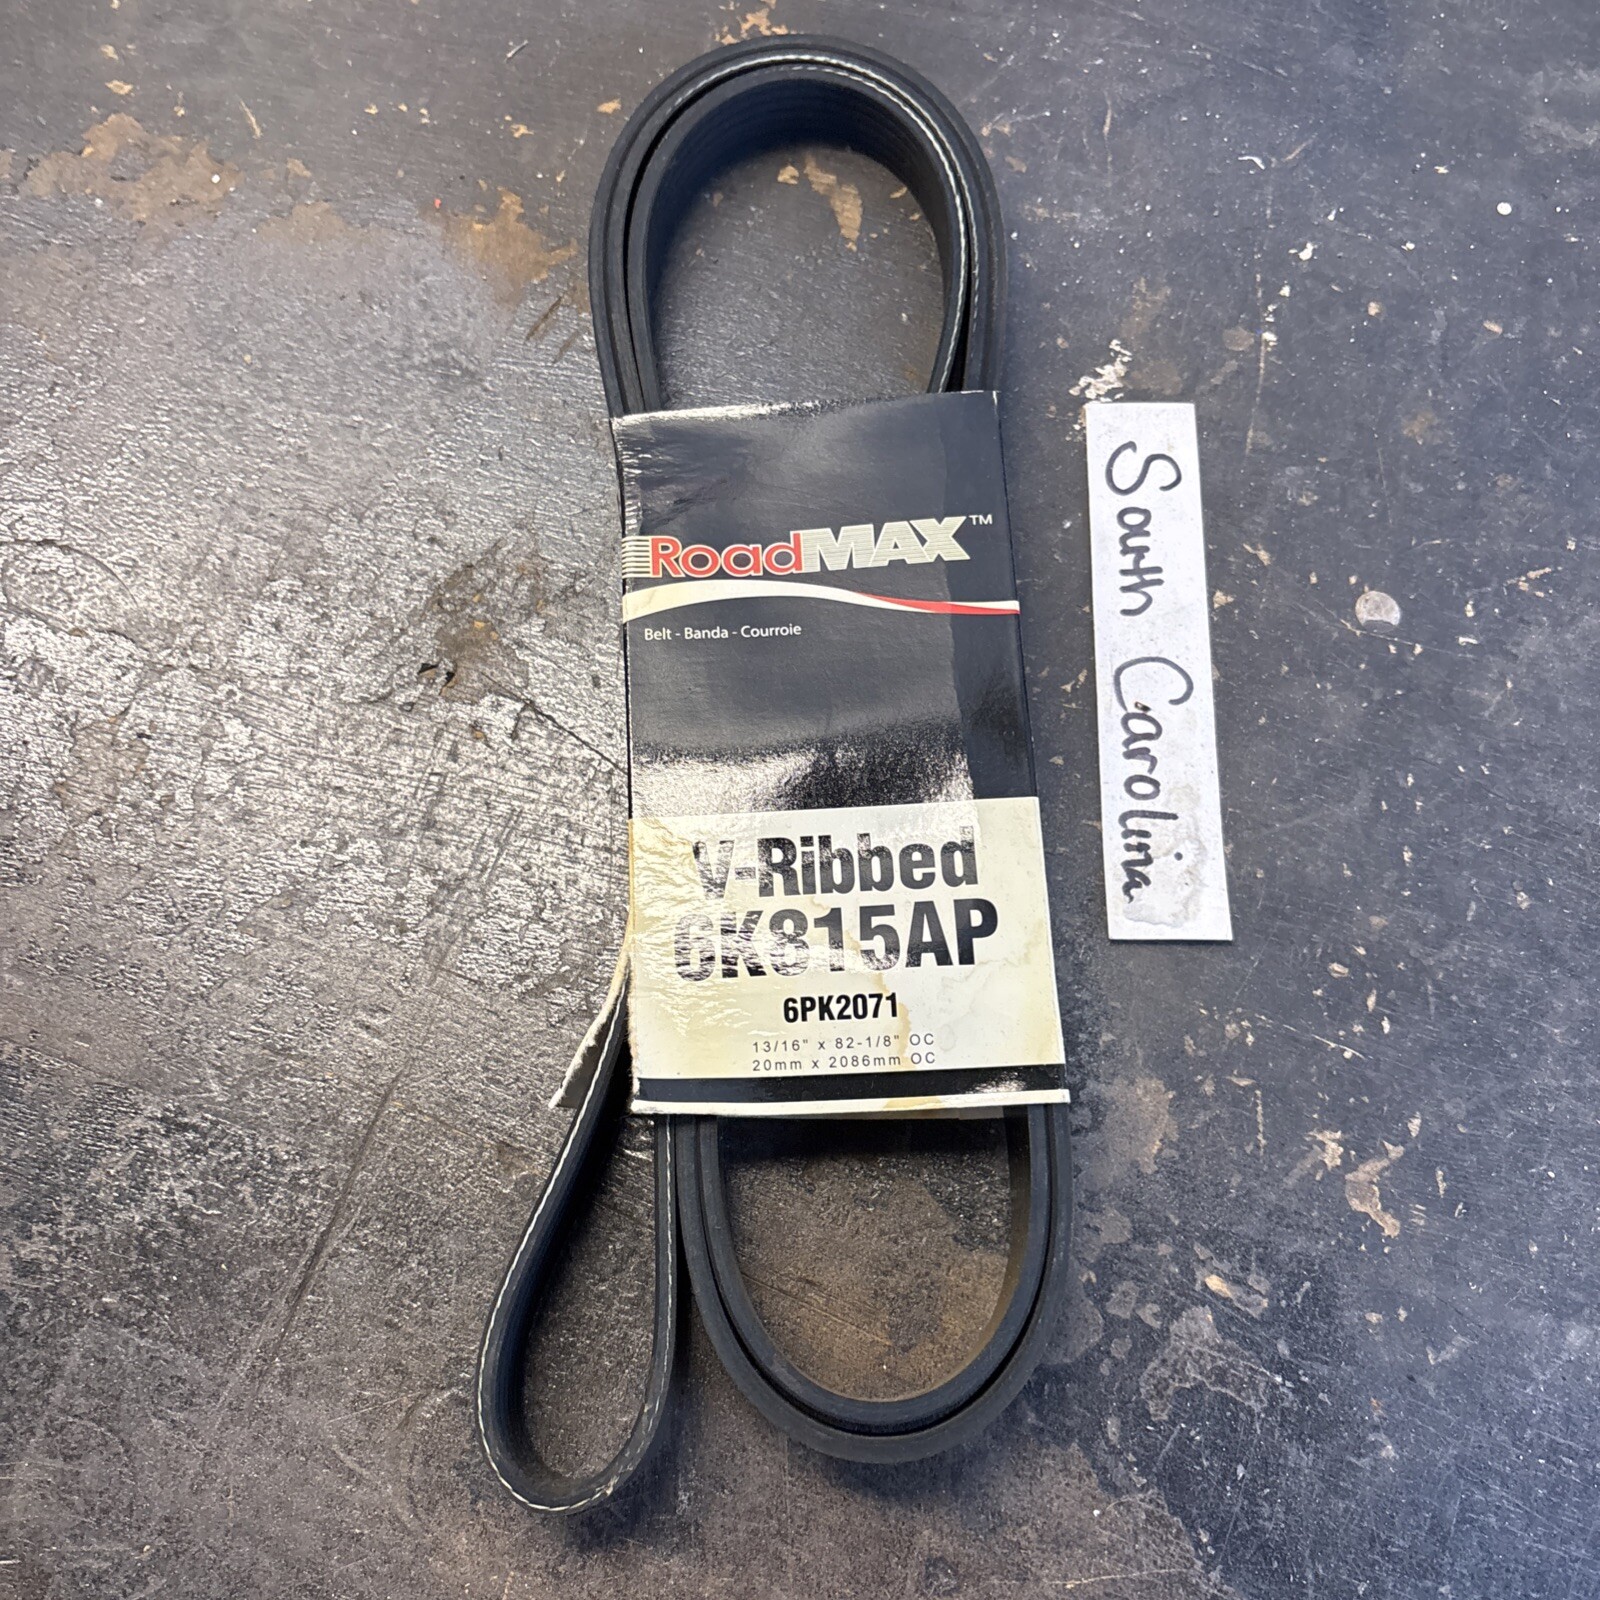 RoadMAX™
Belt - Banda - Courroie
V-Ribbed
6K815AP
6PK2071
13/16" x 82-1/8" OC
20mm x 2086mm OC
South Carolina